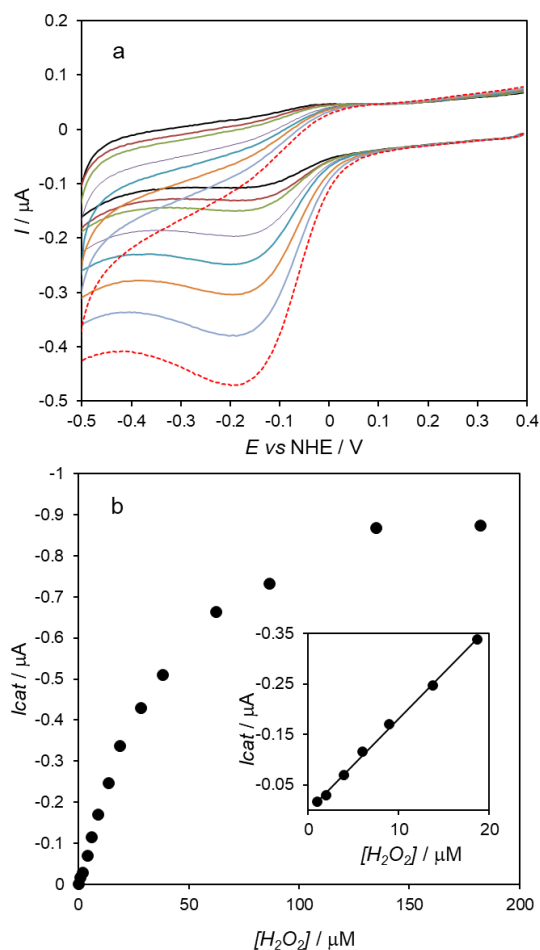 a
0.2
0.1
0
-0.1
-0.2
-0.3
-0.4
-0.5
I / μA
-0.5 -0.4 -0.3 -0.2 -0.1 0 0.1 0.2 0.3 0.4
E vs NHE / V
b
-1
-0.9
-0.8
-0.7
-0.6
-0.5
-0.4
-0.3
-0.2
-0.1
0
Icat / μA
-0.35
-0.25
-0.15
-0.05
Icat / μA
0 10 20
[H₂O₂] / μM
0 50 100 150 200
[H₂O₂] / μM